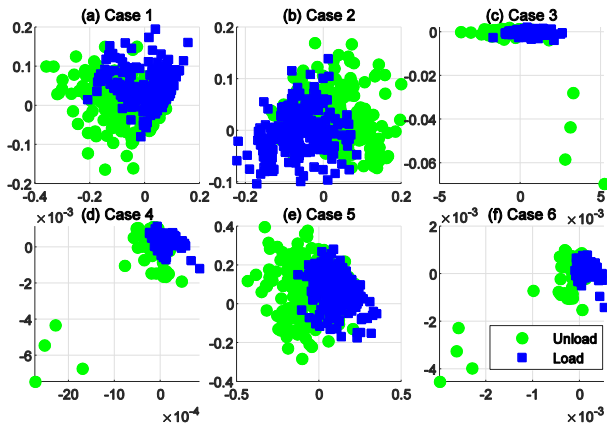 (a) Case 1 (b) Case 2 (c) Case 3
0.2 0.2 0
0.1 0.1 -0.02
0 0 -0.04
-0.1 -0.06
-0.2 -0.1
-0.4 -0.2 0 0.2 -0.2 0 0.2 -5 0 5
×10⁻³ ×10⁻³ ×10⁻³
(d) Case 4 (e) Case 5 (f) Case 6
0 0.4 2
-2 0.2 0
-4 0 -2
-6 -0.2 -4
-0.4
Unload
Load
-20 -10 0 -0.5 0 0.5 -2 -1 0
×10⁻⁴ ×10⁻³